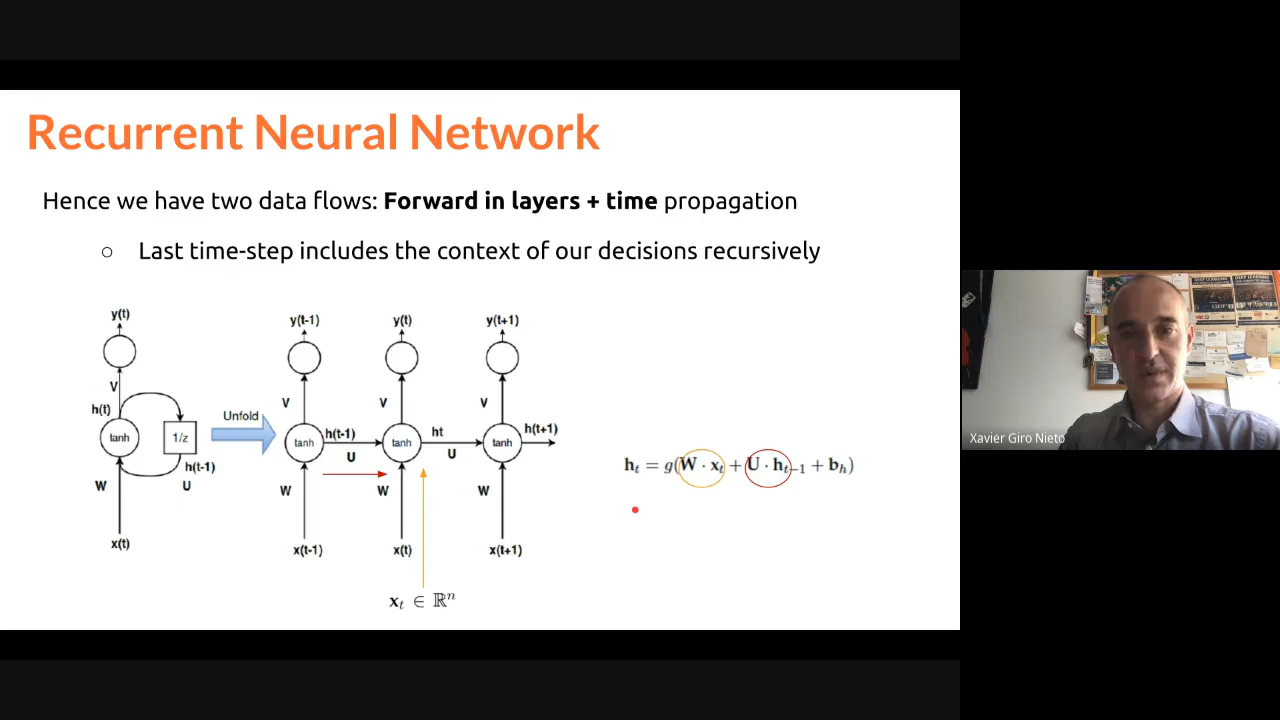 Recurrent Neural Network
Hence we have two data flows: Forward in layers + time propagation
○ Last time-step includes the context of our decisions recursively
y(t)
V
h(t)
tanh
1/z
h(t-1)
W
U
x(t)
Unfold
y(t-1)
y(t)
y(t+1)
V
V
V
tanh
h(t-1)
U
tanh
ht
U
tanh
h(t+1)
W
W
W
x(t-1)
x(t)
x(t+1)
xₜ ∈ ℝⁿ
hₜ = g(W · xₜ + U · hₜ₋₁ + bₕ)
Xavier Giro Nieto
DEEP LEARNING